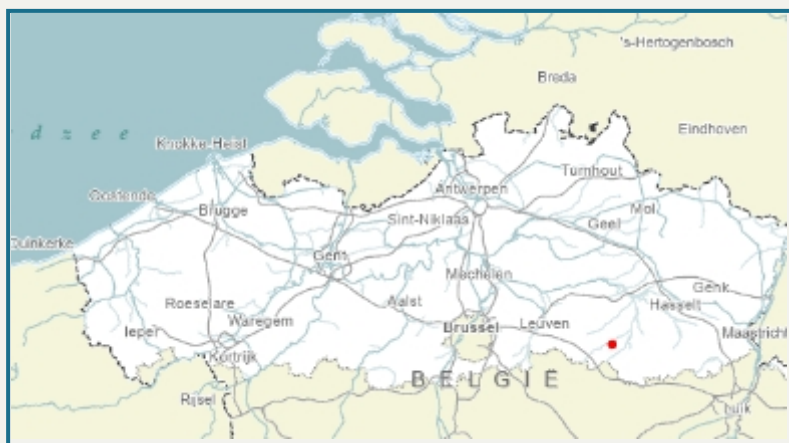 's-Hertogenbosch
Breda
Eindhoven
d z e e
Knokke-Heist
Turnhout
Antwerpen
Oostende
Brugge
Sint-Niklaas
Geel
Mol
Duinkerke
Gent
Mechelen
Genk
Roeselare
Aalst
Hasselt
Ieper
Waregem
Brussel
Leuven
Maastricht
Kortrijk
BELGIË
Rijsel
Luik